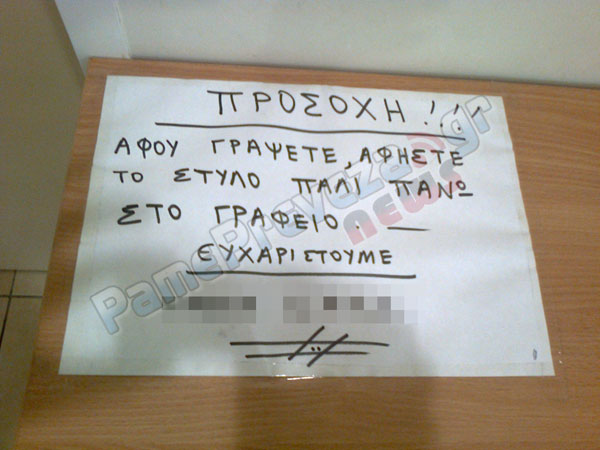 ΠΡΟΣΟΧΗ!!!
ΑΦΟΥ ΓΡΑΨΕΤΕ, ΑΦΗΣΤΕ
ΤΟ ΣΤΥΛΟ ΠΑΛΙ ΠΑΝΩ
ΣΤΟ ΓΡΑΦΕΙΟ.
ΕΥΧΑΡΙΣΤΟΥΜΕ
PamePreveza.gr
news